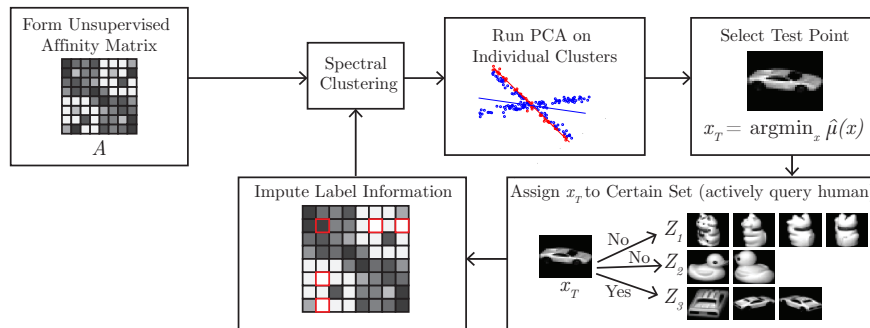 Form Unsupervised
Affinity Matrix
A
Spectral
Clustering
Run PCA on
Individual Clusters
Select Test Point
x_T = argmin_x μ̂(x)
Impute Label Information
Assign x_T to Certain Set (actively query human
x_T
No
No
Yes
Z_1
Z_2
Z_3